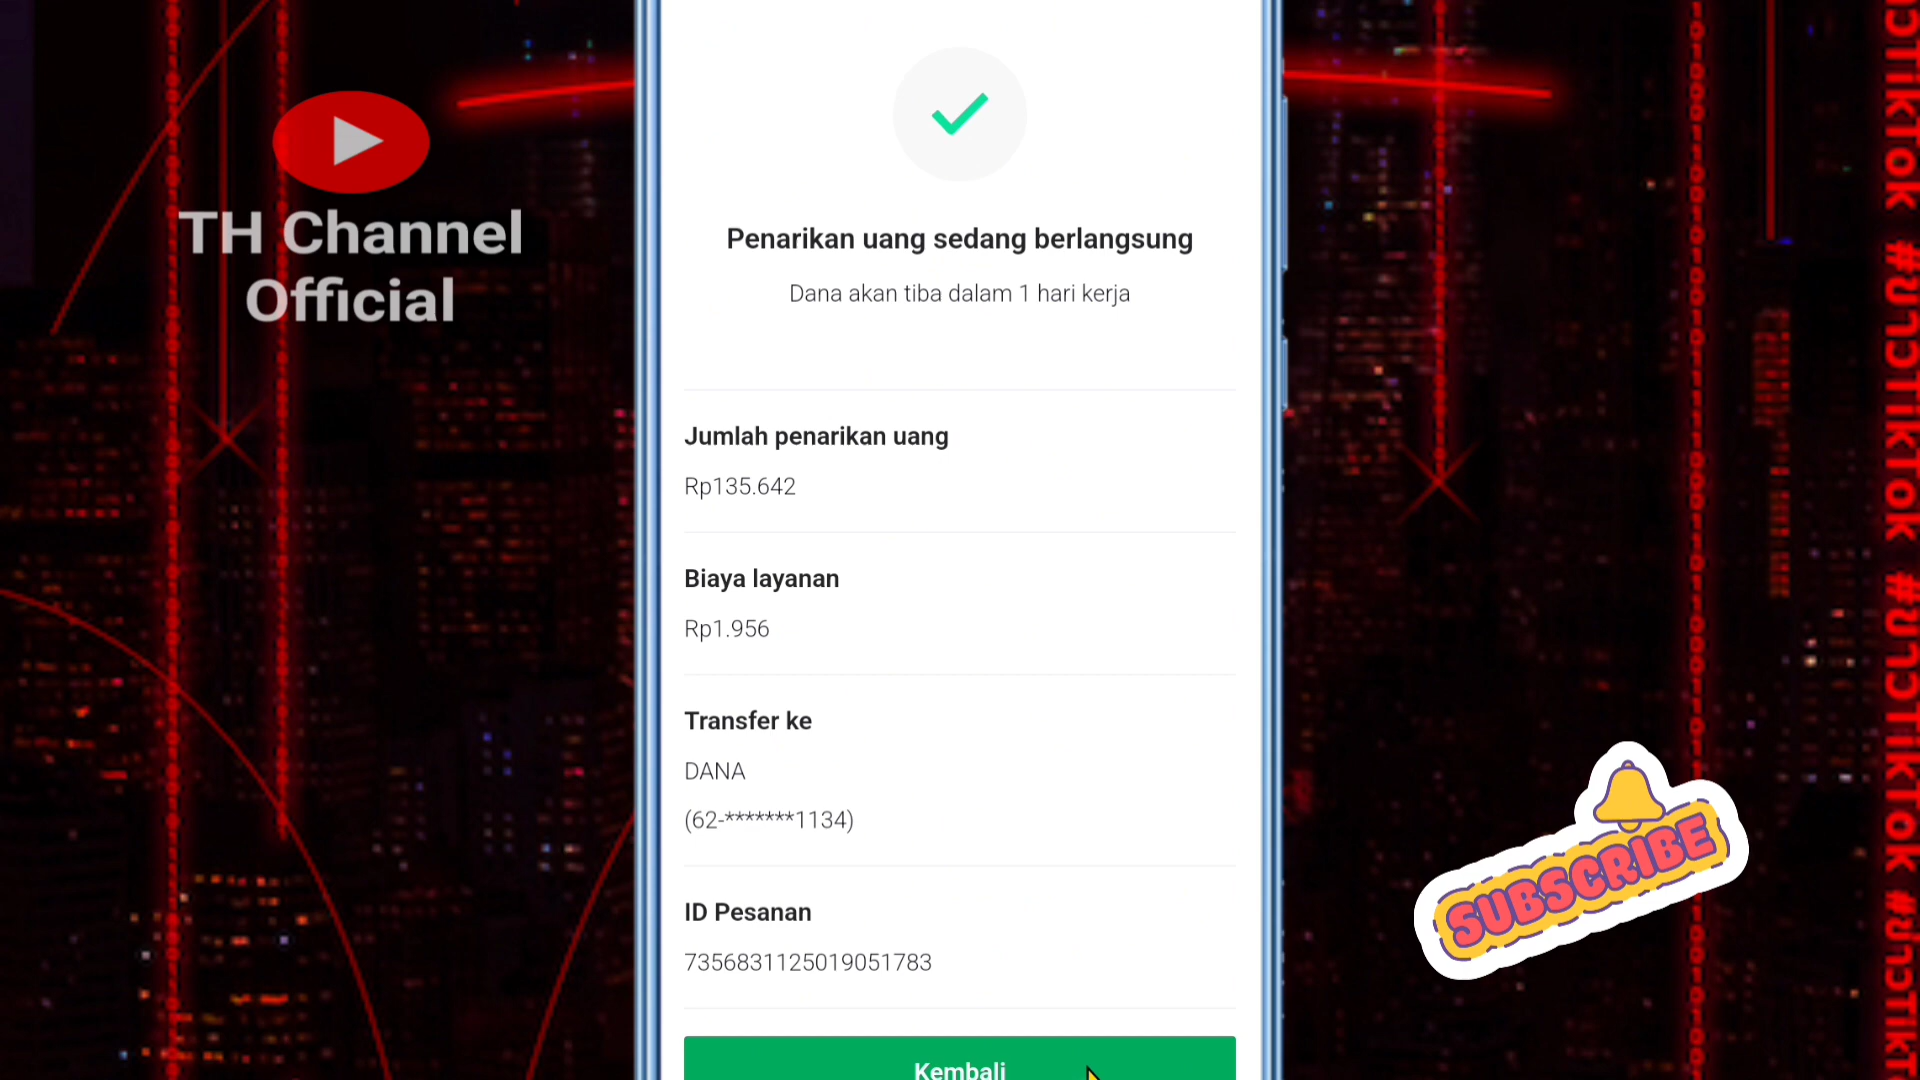 TH Channel
Official
Penarikan uang sedang berlangsung
Dana akan tiba dalam 1 hari kerja
Jumlah penarikan uang
Rp135.642
Biaya layanan
Rp1.956
Transfer ke
DANA
(62-*******1134)
ID Pesanan
7356831125019051783
Kembali
SUBSCRIBE